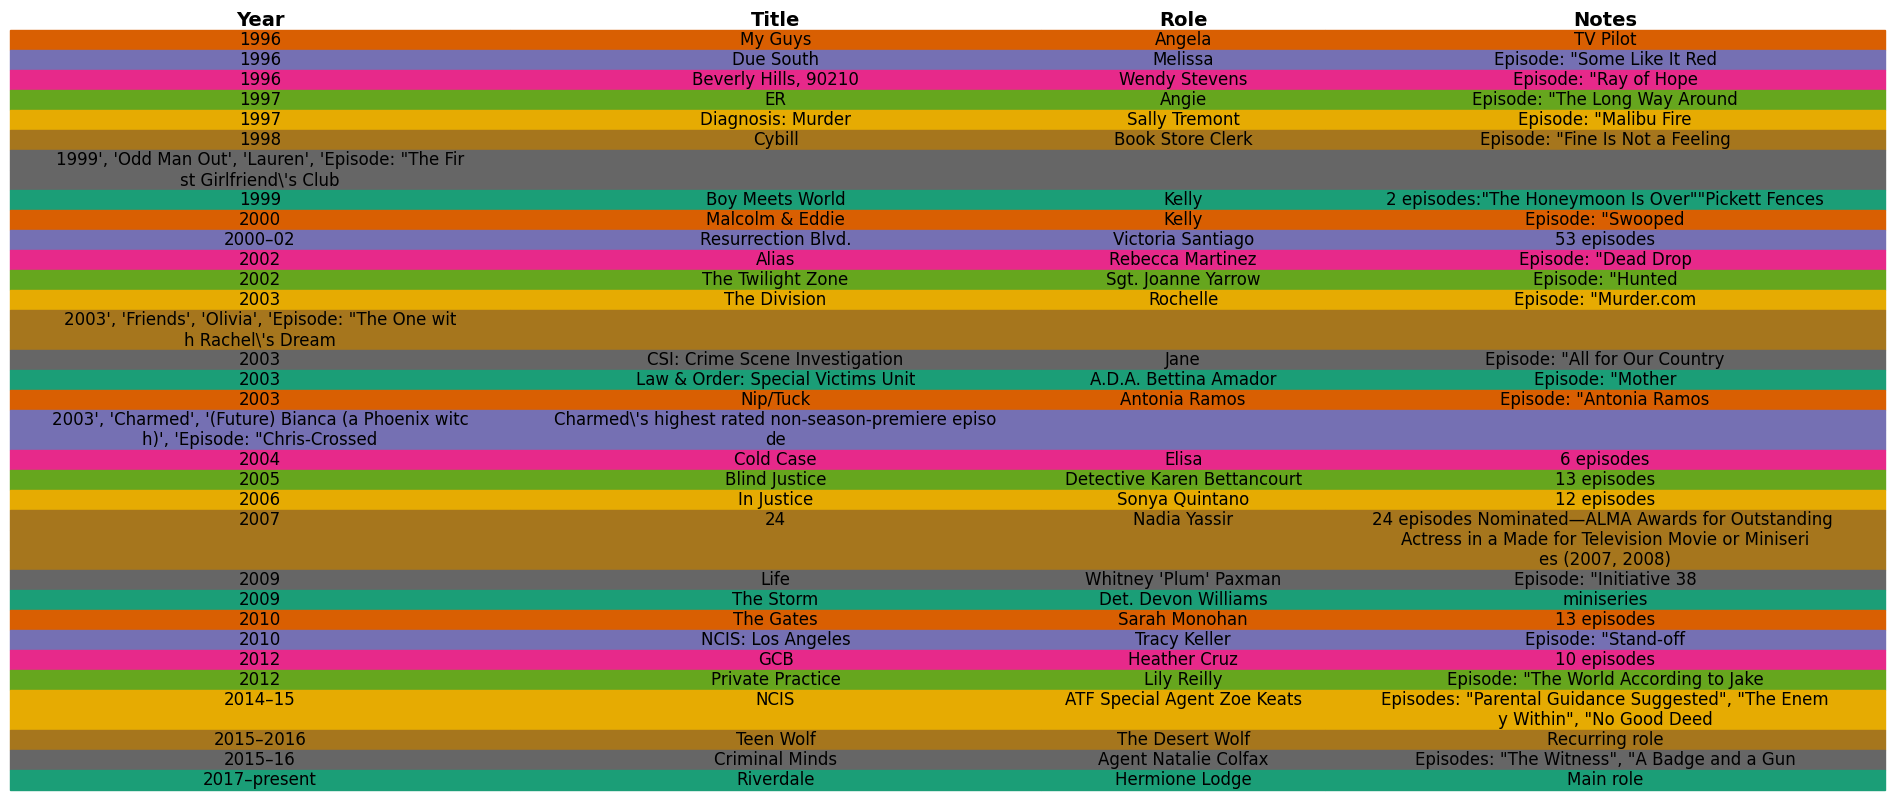 Year Title Role Notes
1996 My Guys Angela TV Pilot
1996 Due South Melissa Episode: "Some Like It Red
1996 Beverly Hills, 90210 Wendy Stevens Episode: "Ray of Hope
1997 ER Angie Episode: "The Long Way Around
1997 Diagnosis: Murder Sally Tremont Episode: "Malibu Fire
1998 Cybill Book Store Clerk Episode: "Fine Is Not a Feeling
1999', 'Odd Man Out', 'Lauren', 'Episode: "The Fir
st Girlfriend\'s Club
1999 Boy Meets World Kelly 2 episodes:"The Honeymoon Is Over""Pickett Fences
2000 Malcolm & Eddie Kelly Episode: "Swooped
2000–02 Resurrection Blvd. Victoria Santiago 53 episodes
2002 Alias Rebecca Martinez Episode: "Dead Drop
2002 The Twilight Zone Sgt. Joanne Yarrow Episode: "Hunted
2003 The Division Rochelle Episode: "Murder.com
2003', 'Friends', 'Olivia', 'Episode: "The One wit
h Rachel\'s Dream
2003 CSI: Crime Scene Investigation Jane Episode: "All for Our Country
2003 Law & Order: Special Victims Unit A.D.A. Bettina Amador Episode: "Mother
2003 Nip/Tuck Antonia Ramos Episode: "Antonia Ramos
2003', 'Charmed', '(Future) Bianca (a Phoenix witc Charmed\'s highest rated non-season-premiere episo
h)', 'Episode: "Chris-Crossed de
2004 Cold Case Elisa 6 episodes
2005 Blind Justice Detective Karen Bettancourt 13 episodes
2006 In Justice Sonya Quintano 12 episodes
2007 24 Nadia Yassir 24 episodes Nominated—ALMA Awards for Outstanding
Actress in a Made for Television Movie or Miniseri
es (2007, 2008)
2009 Life Whitney 'Plum' Paxman Episode: "Initiative 38
2009 The Storm Det. Devon Williams miniseries
2010 The Gates Sarah Monohan 13 episodes
2010 NCIS: Los Angeles Tracy Keller Episode: "Stand-off
2012 GCB Heather Cruz 10 episodes
2012 Private Practice Lily Reilly Episode: "The World According to Jake
2014–15 NCIS ATF Special Agent Zoe Keats Episodes: "Parental Guidance Suggested", "The Enem
y Within", "No Good Deed
2015–2016 Teen Wolf The Desert Wolf Recurring role
2015–16 Criminal Minds Agent Natalie Colfax Episodes: "The Witness", "A Badge and a Gun
2017–present Riverdale Hermione Lodge Main role